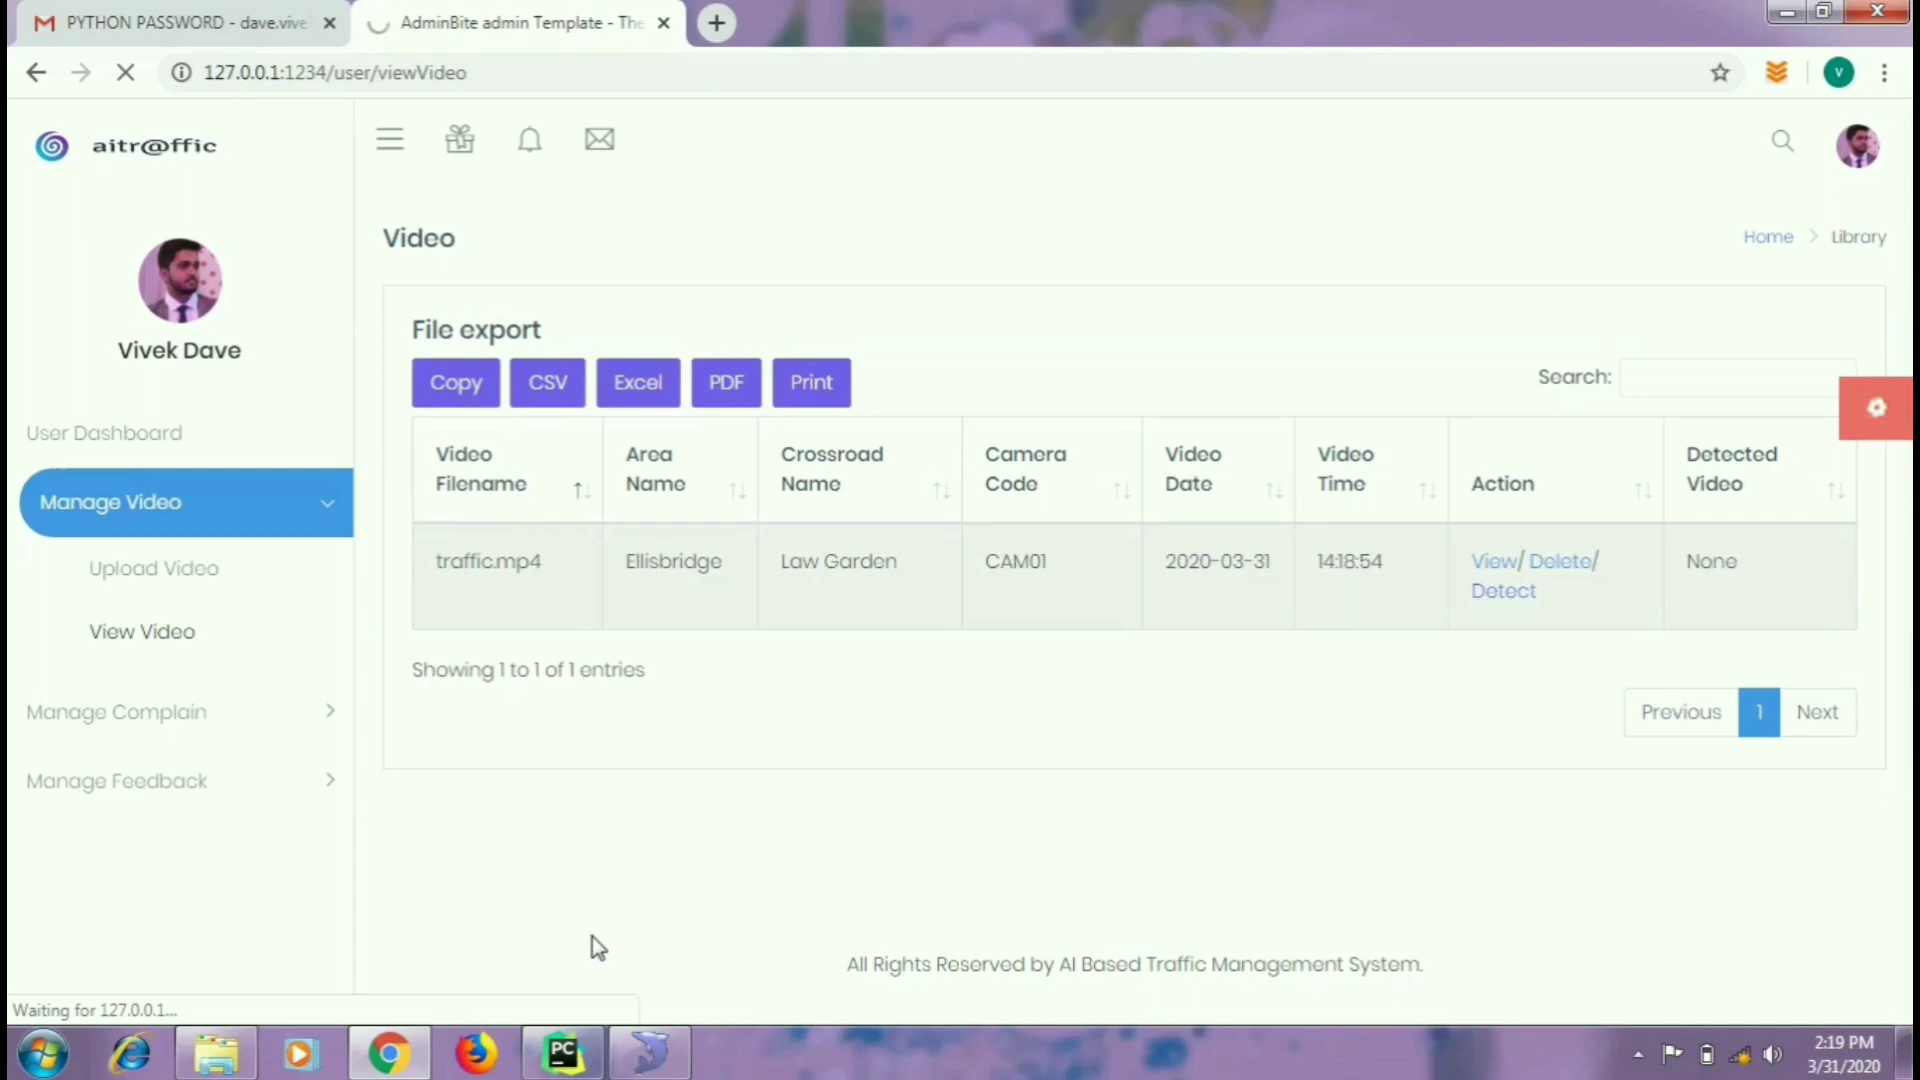 PYTHON PASSWORD - dave.vive
AdminBite admin Template - The
127.0.0.1:1234/user/viewVideo
V
aitr@ffic
Vivek Dave
User Dashboard
Manage Video
Upload Video
View Video
Manage Complain
Manage Feedback
Video
Home > Library
File export
Copy CSV Excel PDF Print
Search:
Video Filename Area Name Crossroad Name Camera Code Video Date Video Time Action Detected Video
traffic.mp4 Ellisbridge Law Garden CAM01 2020-03-31 14:18:54 View/ Delete/ None
Detect
Showing 1 to 1 of 1 entries
Previous 1 Next
All Rights Reserved by AI Based Traffic Management System.
Waiting for 127.0.0.1...
PC
2:19 PM
3/31/2020